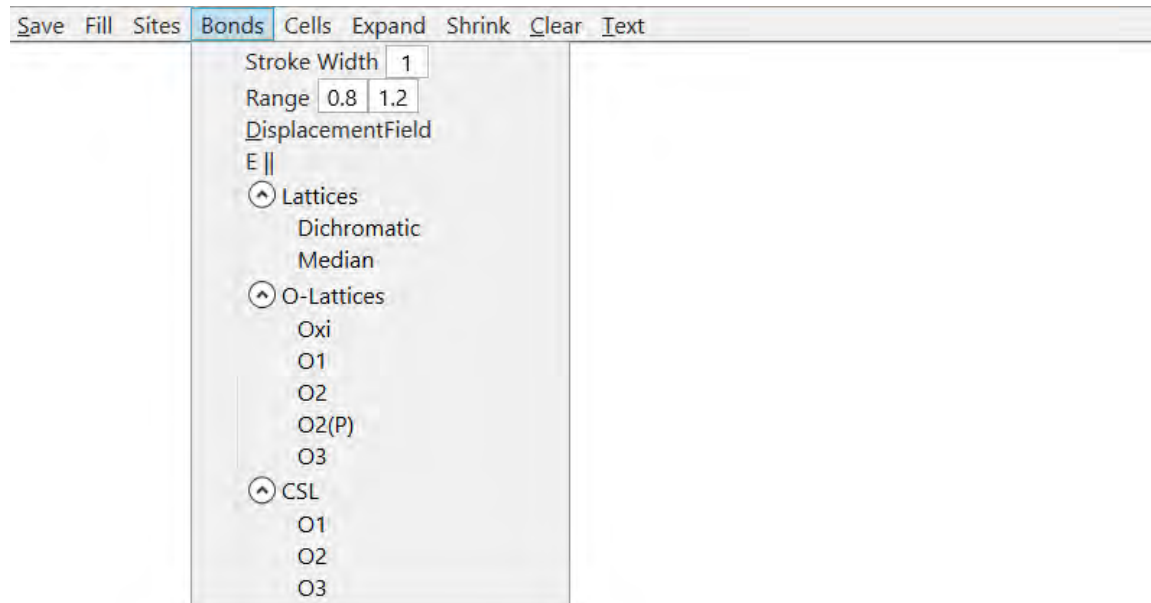 Save Fill Sites Bonds Cells Expand Shrink Clear Text
Stroke Width 1
Range 0.8 1.2
DisplacementField
E ||
Lattices
Dichromatic
Median
O-Lattices
Oxi
O1
O2
O2(P)
O3
CSL
O1
O2
O3